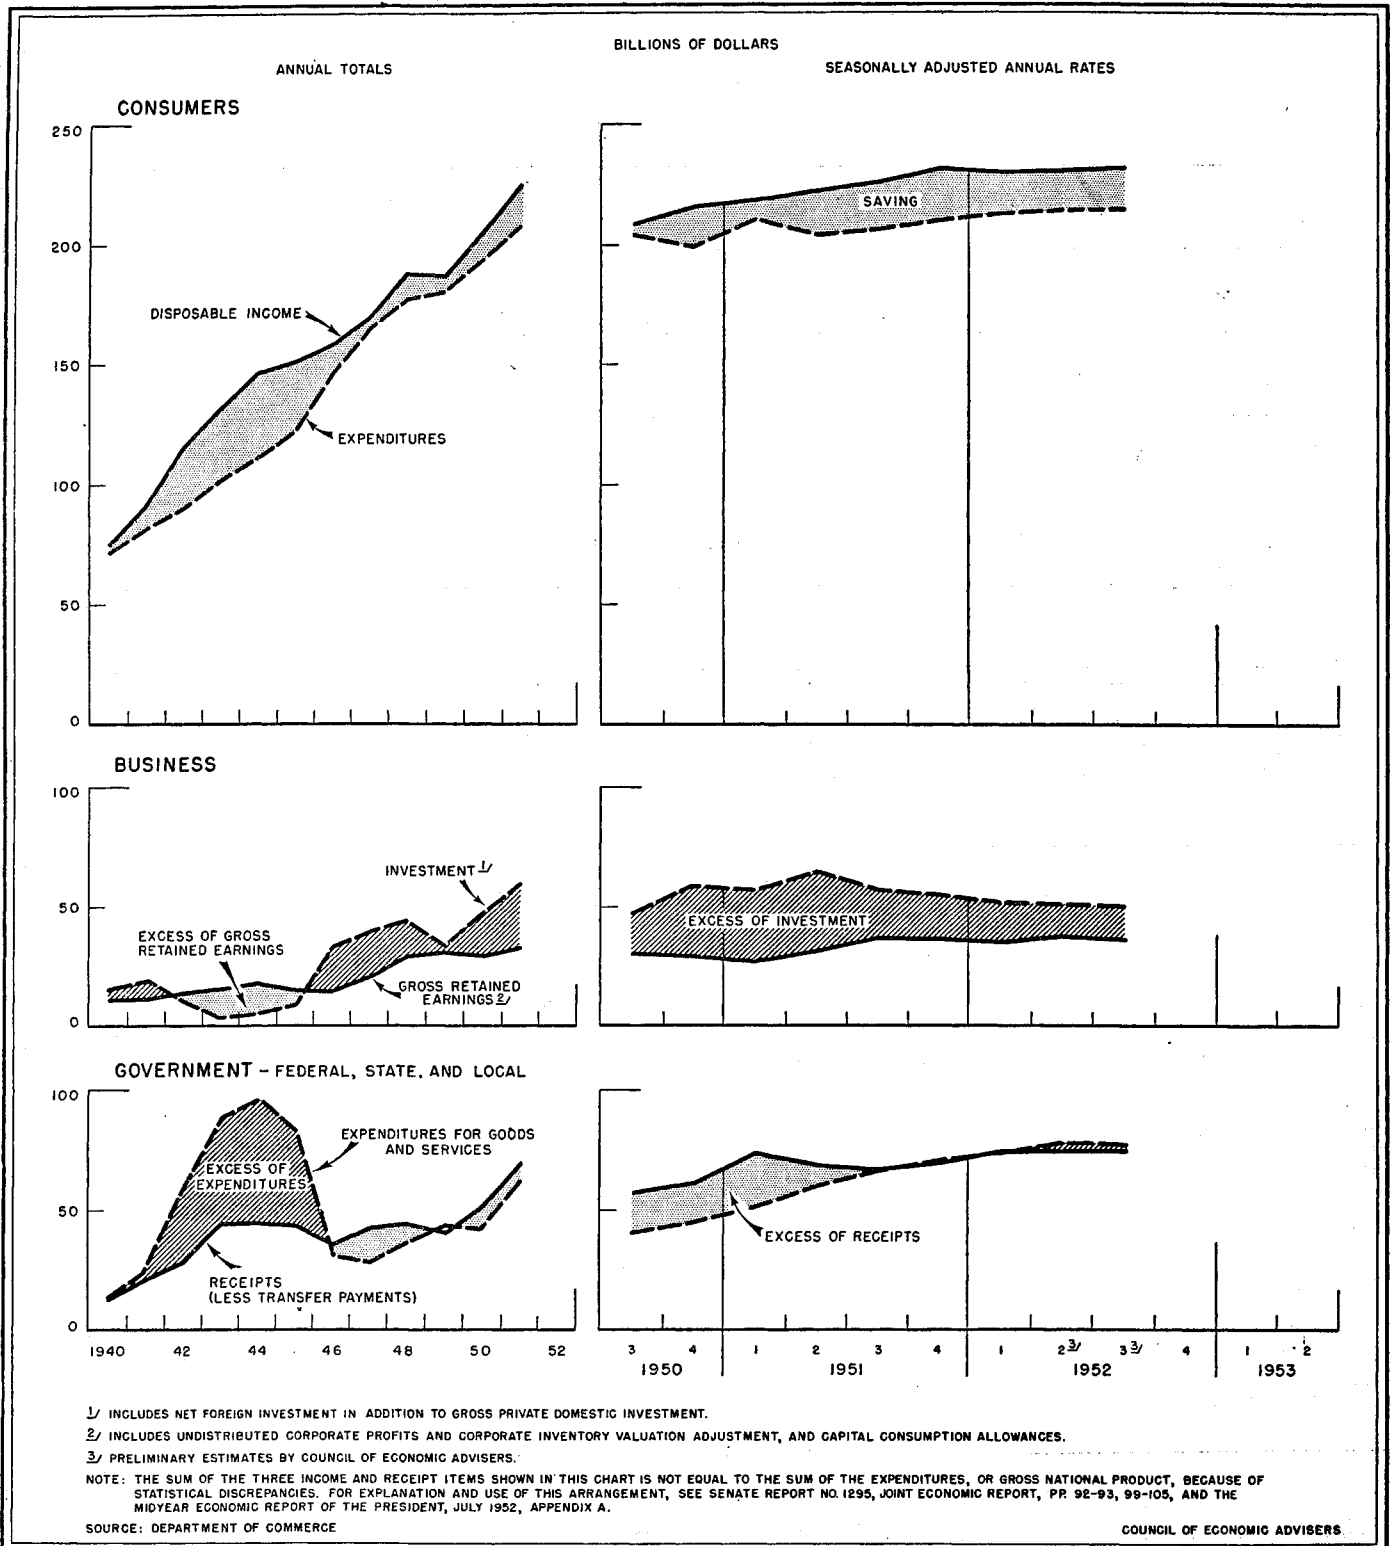 BILLIONS OF DOLLARS
ANNUAL TOTALS
SEASONALLY ADJUSTED ANNUAL RATES
CONSUMERS
250
200
150
100
50
0
DISPOSABLE INCOME
EXPENDITURES
SAVING
BUSINESS
100
50
0
INVESTMENT 1/
EXCESS OF GROSS
RETAINED EARNINGS
GROSS RETAINED
EARNINGS 2/
EXCESS OF INVESTMENT
GOVERNMENT – FEDERAL, STATE, AND LOCAL
100
50
0
EXPENDITURES FOR GOODS
AND SERVICES
EXCESS OF
EXPENDITURES
RECEIPTS
(LESS TRANSFER PAYMENTS)
EXCESS OF RECEIPTS
1940 42 44 46 48 50 52
3 4 1 2 3 4 1 2 3/ 3 3/ 4 1 2
1950 1951 1952 1953
1/ INCLUDES NET FOREIGN INVESTMENT IN ADDITION TO GROSS PRIVATE DOMESTIC INVESTMENT.
2/ INCLUDES UNDISTRIBUTED CORPORATE PROFITS AND CORPORATE INVENTORY VALUATION ADJUSTMENT, AND CAPITAL CONSUMPTION ALLOWANCES.
3/ PRELIMINARY ESTIMATES BY COUNCIL OF ECONOMIC ADVISERS.
NOTE: THE SUM OF THE THREE INCOME AND RECEIPT ITEMS SHOWN IN THIS CHART IS NOT EQUAL TO THE SUM OF THE EXPENDITURES, OR GROSS NATIONAL PRODUCT, BECAUSE OF
STATISTICAL DISCREPANCIES. FOR EXPLANATION AND USE OF THIS ARRANGEMENT, SEE SENATE REPORT NO. 1295, JOINT ECONOMIC REPORT, PP. 92-93, 99-105, AND THE
MIDYEAR ECONOMIC REPORT OF THE PRESIDENT, JULY 1952, APPENDIX A.
SOURCE: DEPARTMENT OF COMMERCE
COUNCIL OF ECONOMIC ADVISERS